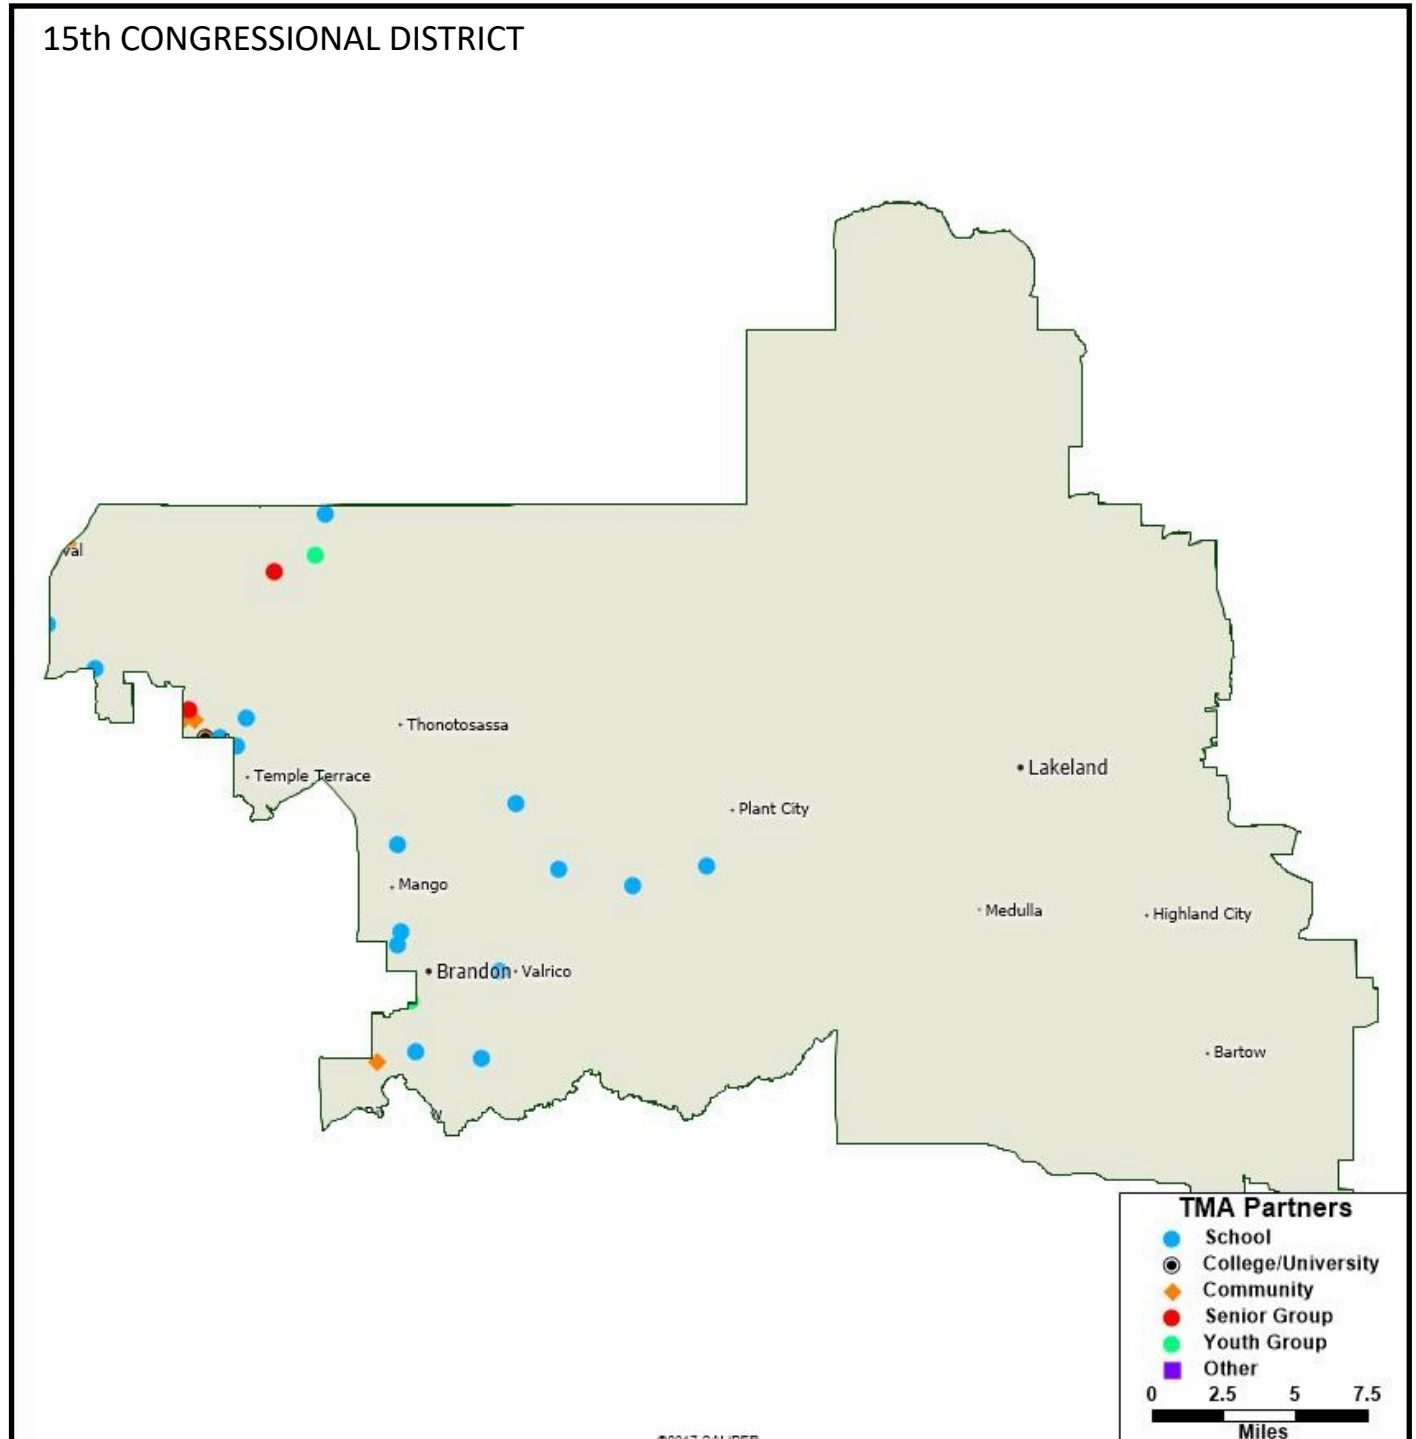 15th CONGRESSIONAL DISTRICT
val
Thonotosassa
Temple Terrace
Lakeland
Plant City
Mango
Medulla
Highland City
Brandon
Valrico
Bartow
TMA Partners
School
College/University
Community
Senior Group
Youth Group
Other
0 2.5 5 7.5
Miles